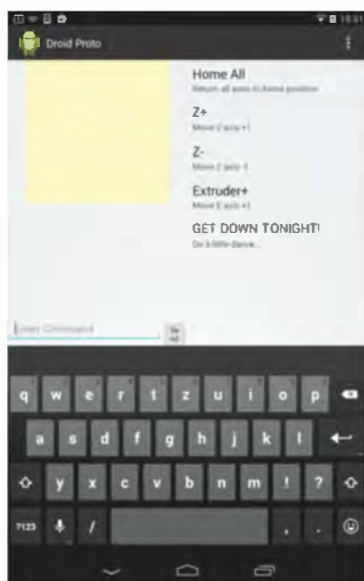 Droid Proto
Home All
Return all axes to home position
Z+
Move Z axis +1
Z-
Move Z axis -1
Extruder+
Move E axis +1
GET DOWN TONIGHT!
Do a little dance...
Enter Command
q w e r t z u i o p
a s d f g h j k l
y x c v b n m ! ?
?123 / , .